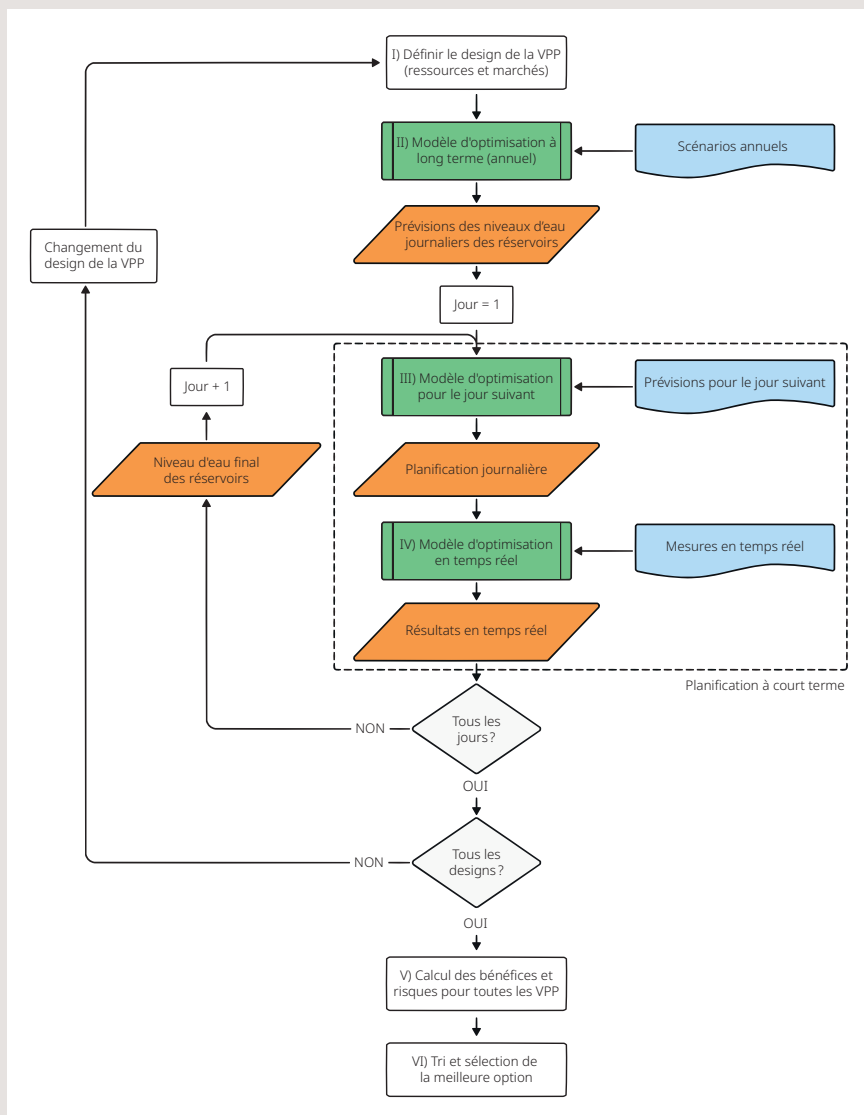 I) Définir le design de la VPP
(ressources et marchés)
II) Modèle d'optimisation à
long terme (annuel)
Scénarios annuels
Prévisions des niveaux d'eau
journaliers des réservoirs
Changement du
design de la VPP
Jour = 1
Jour + 1
III) Modèle d'optimisation
pour le jour suivant
Prévisions pour le jour suivant
Niveau d'eau final
des réservoirs
Planification journalière
IV) Modèle d'optimisation
en temps réel
Mesures en temps réel
Résultats en temps réel
Planification à court terme
Tous les
jours ?
NON
OUI
Tous les
designs ?
NON
OUI
V) Calcul des bénéfices et
risques pour toutes les VPP
VI) Tri et sélection de
la meilleure option